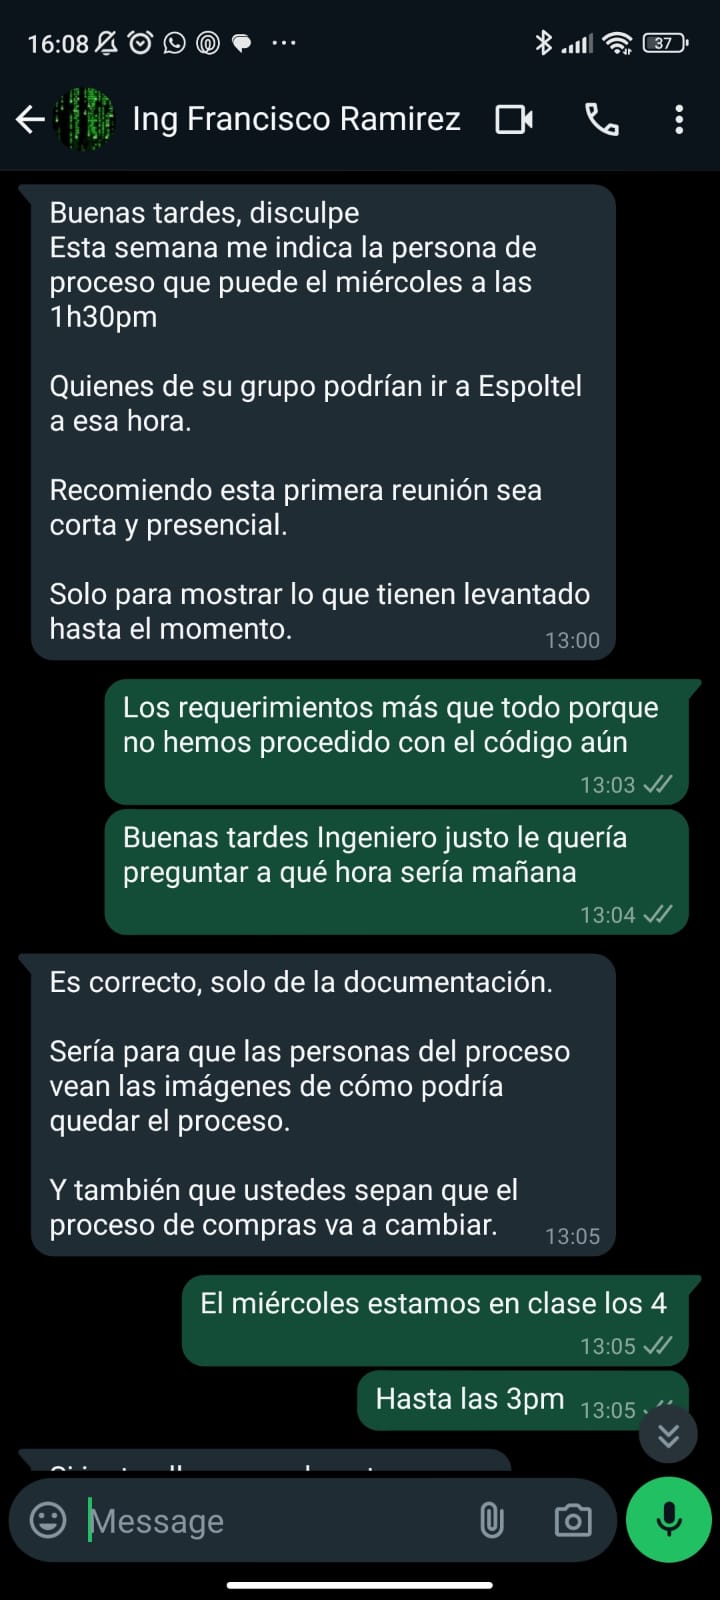 16:08
37
Ing Francisco Ramirez
Buenas tardes, disculpe
Esta semana me indica la persona de
proceso que puede el miércoles a las
1h30pm
Quienes de su grupo podrían ir a Espoltel
a esa hora.
Recomiendo esta primera reunión sea
corta y presencial.
Solo para mostrar lo que tienen levantado
hasta el momento.
13:00
Los requerimientos más que todo porque
no hemos procedido con el código aún
13:03
Buenas tardes Ingeniero justo le quería
preguntar a qué hora sería mañana
13:04
Es correcto, solo de la documentación.
Sería para que las personas del proceso
vean las imágenes de cómo podría
quedar el proceso.
Y también que ustedes sepan que el
proceso de compras va a cambiar.
13:05
El miércoles estamos en clase los 4
13:05
Hasta las 3pm
13:05
Message